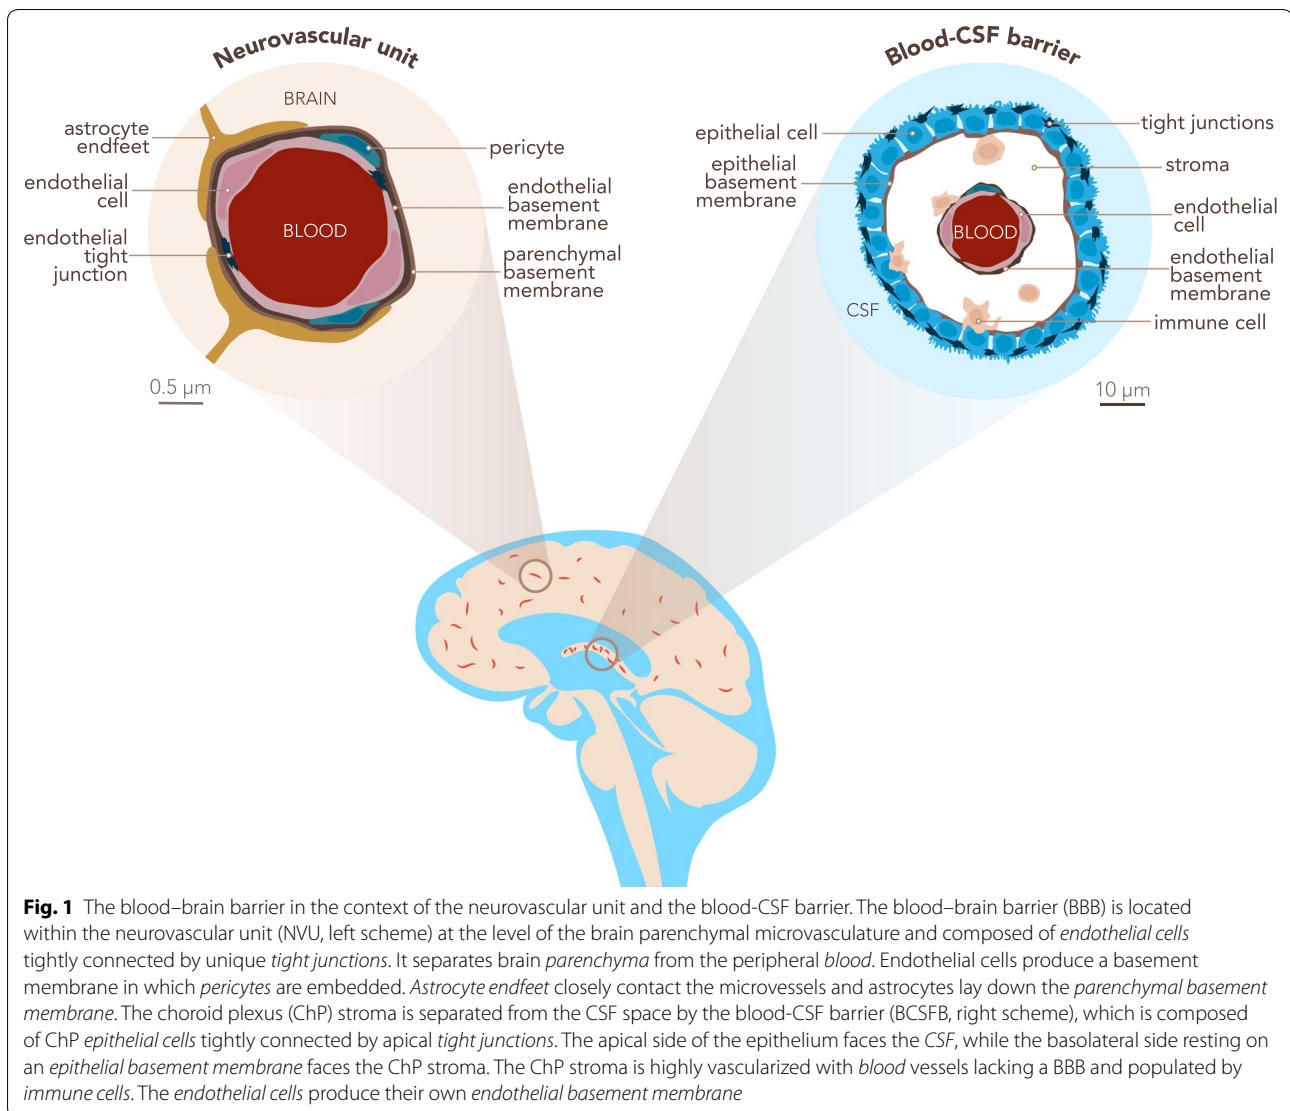 Neurovascular unit
BRAIN
astrocyte
endfeet
endothelial
cell
endothelial
tight
junction
BLOOD
pericyte
endothelial
basement
membrane
parenchymal
basement
membrane
0.5 µm
Blood-CSF barrier
epithelial cell
epithelial
basement
membrane
BLOOD
CSF
tight junctions
stroma
endothelial
cell
endothelial
basement
membrane
immune cell
10 µm
Fig. 1 The blood–brain barrier in the context of the neurovascular unit and the blood-CSF barrier. The blood–brain barrier (BBB) is located
within the neurovascular unit (NVU, left scheme) at the level of the brain parenchymal microvasculature and composed of endothelial cells
tightly connected by unique tight junctions. It separates brain parenchyma from the peripheral blood. Endothelial cells produce a basement
membrane in which pericytes are embedded. Astrocyte endfeet closely contact the microvessels and astrocytes lay down the parenchymal basement
membrane. The choroid plexus (ChP) stroma is separated from the CSF space by the blood-CSF barrier (BCSFB, right scheme), which is composed
of ChP epithelial cells tightly connected by apical tight junctions. The apical side of the epithelium faces the CSF, while the basolateral side resting on
an epithelial basement membrane faces the ChP stroma. The ChP stroma is highly vascularized with blood vessels lacking a BBB and populated by
immune cells. The endothelial cells produce their own endothelial basement membrane